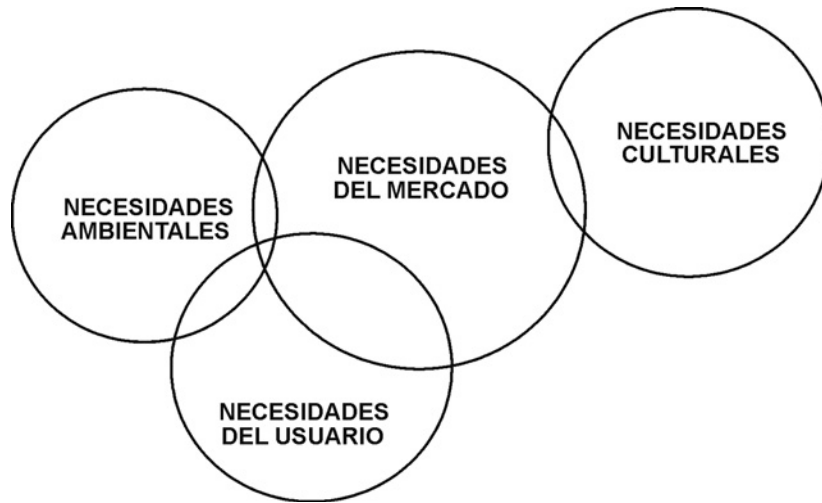 NECESIDADES
AMBIENTALES
NECESIDADES
DEL MERCADO
NECESIDADES
CULTURALES
NECESIDADES
DEL USUARIO